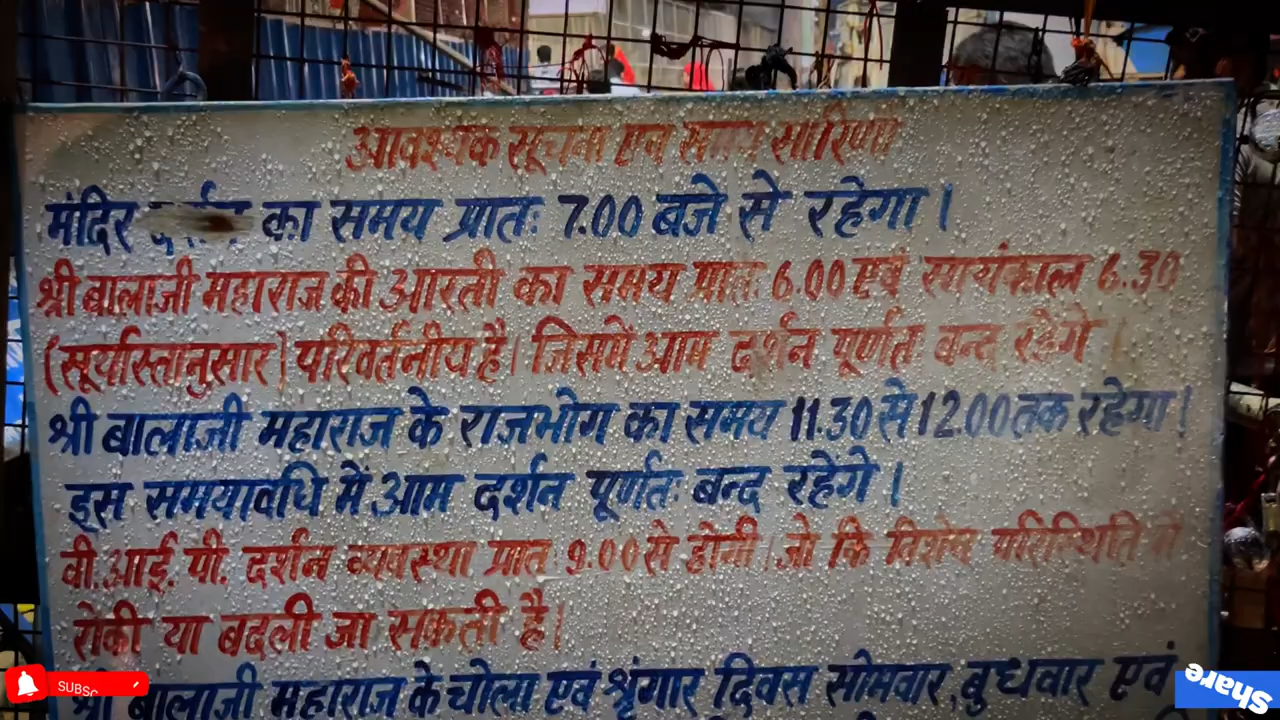 आवश्यक सूचना एवं समय सारिणी
मंदिर का समय प्रातः 7.00 बजे से रहेगा।
श्री बालाजी महाराज की आरती का समय प्रातः 6.00 एवं सायंकाल 6.30
(सूर्यास्तानुसार) परिवर्तनीय है। जिसमें आम दर्शन पूर्णतः बन्द रहेंगे
श्री बालाजी महाराज के राजभोग का समय 11.30 से 12.00 तक रहेगा।
इस समयावधि में आम दर्शन पूर्णतः बन्द रहेगे।
वी.आई.पी. दर्शन व्यवस्था प्रातः 9.00 से होगी। जो कि विशेष परिस्थिति में
रोकी या बदली जा सकती है।
श्री बालाजी महाराज के चोला एवं श्रृंगार दिवस सोमवार, बुधवार एवं
share